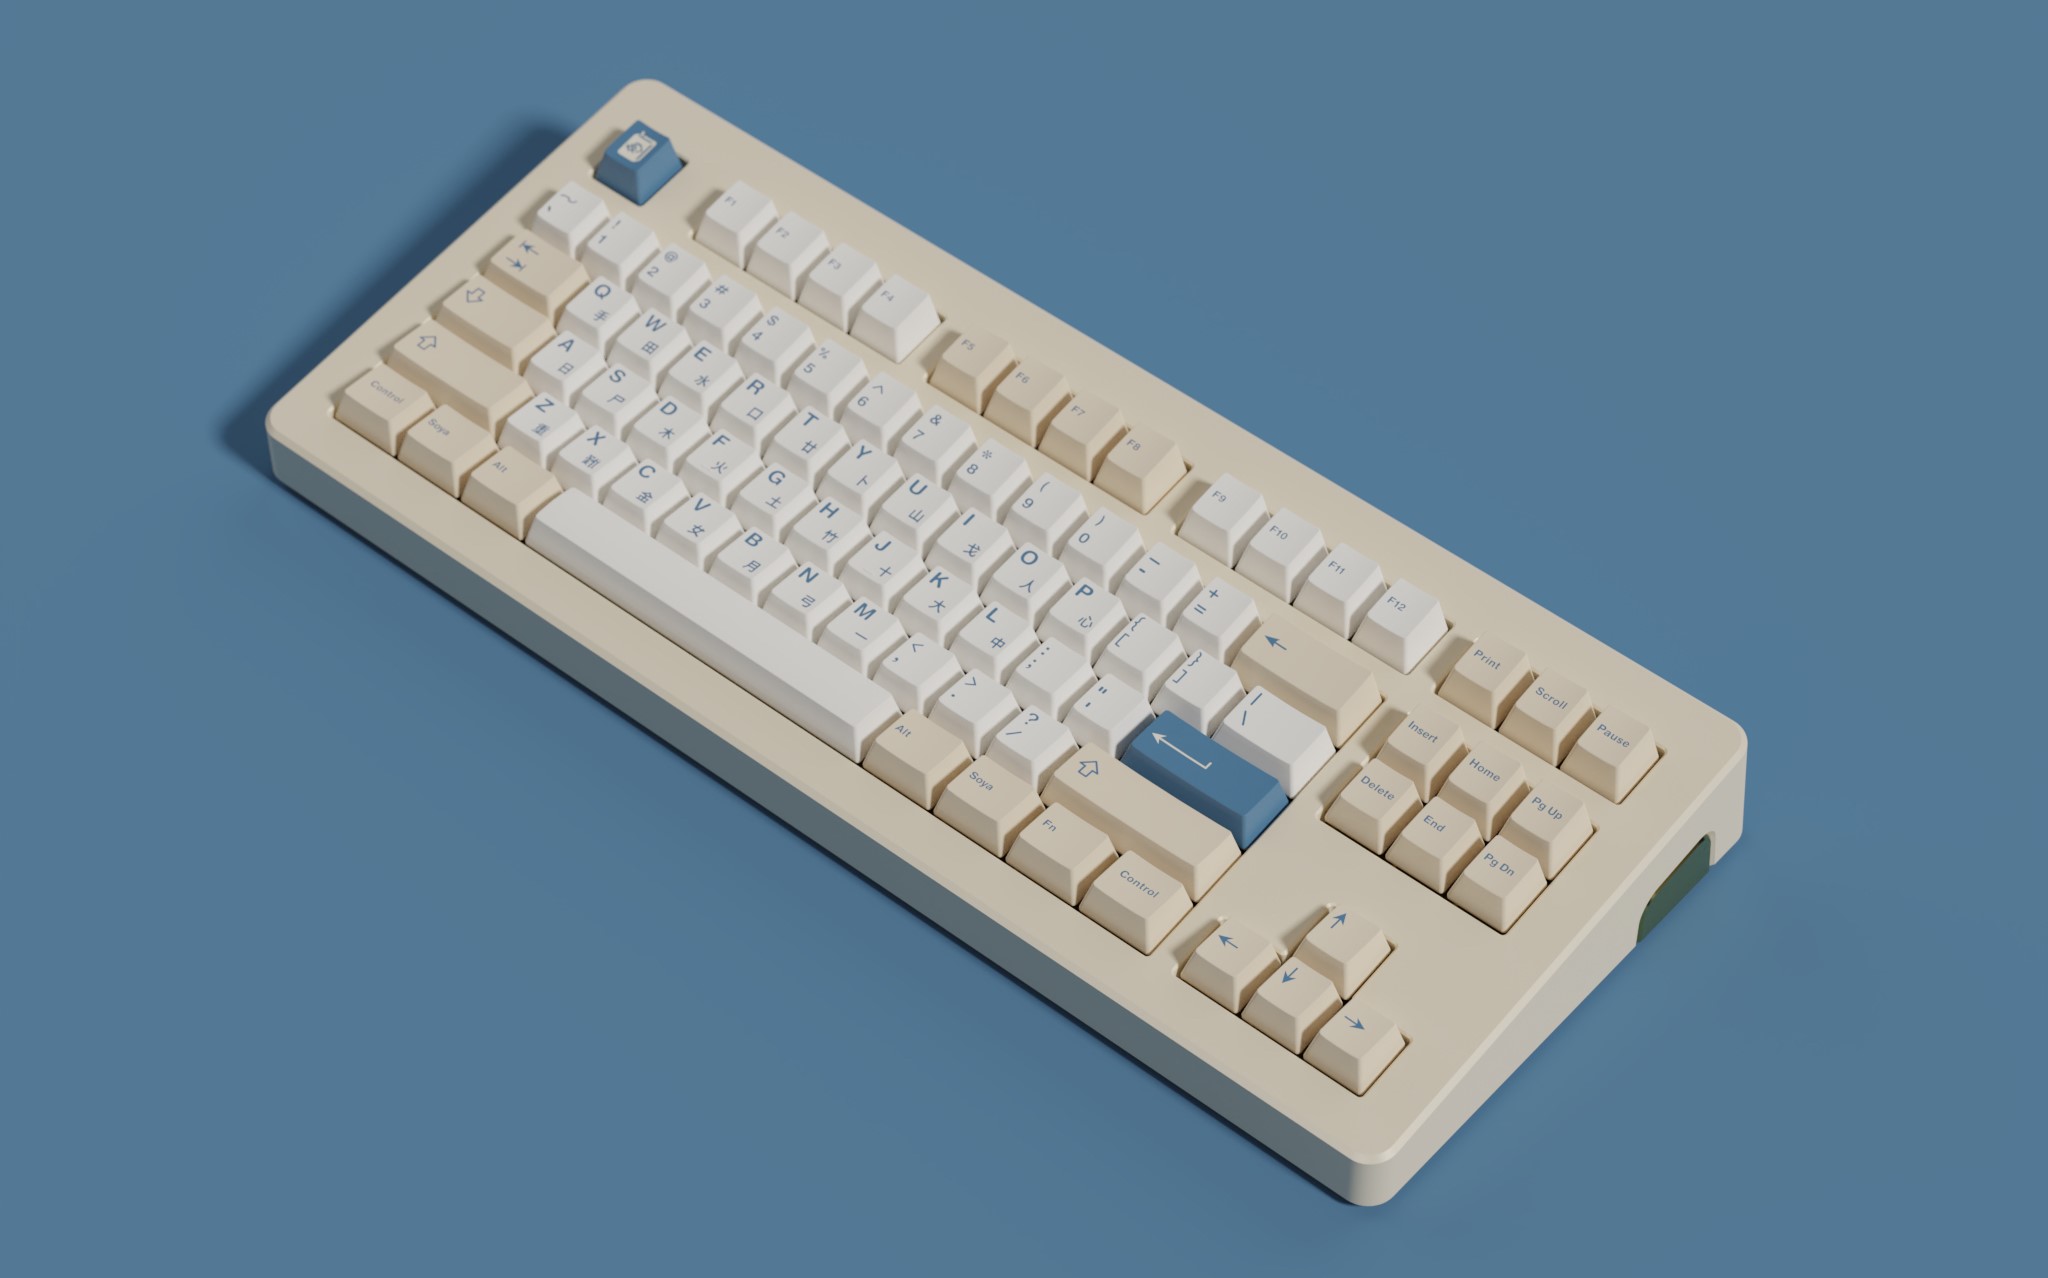 F1 F2 F3 F4 F5 F6 F7 F8 F9 F10 F11 F12 Print Scroll Pause
~ ! @ # $ % ^ & * ( ) _ +
` 1 2 3 4 5 6 7 8 9 0 - = ← Insert Home Pg Up
Q W E R T Y U I O P { } |
手 田 水 口 廿 卜 山 戈 人 心 [ ] \ Delete End Pg Dn
A S D F G H J K L : "
日 尸 木 火 土 竹 十 大 中 ; '
Z X C V B N M < > ?
重 難 金 女 月 弓 一 , . / ↑
Control Soya Alt Alt Soya Fn Control ← ↓ →